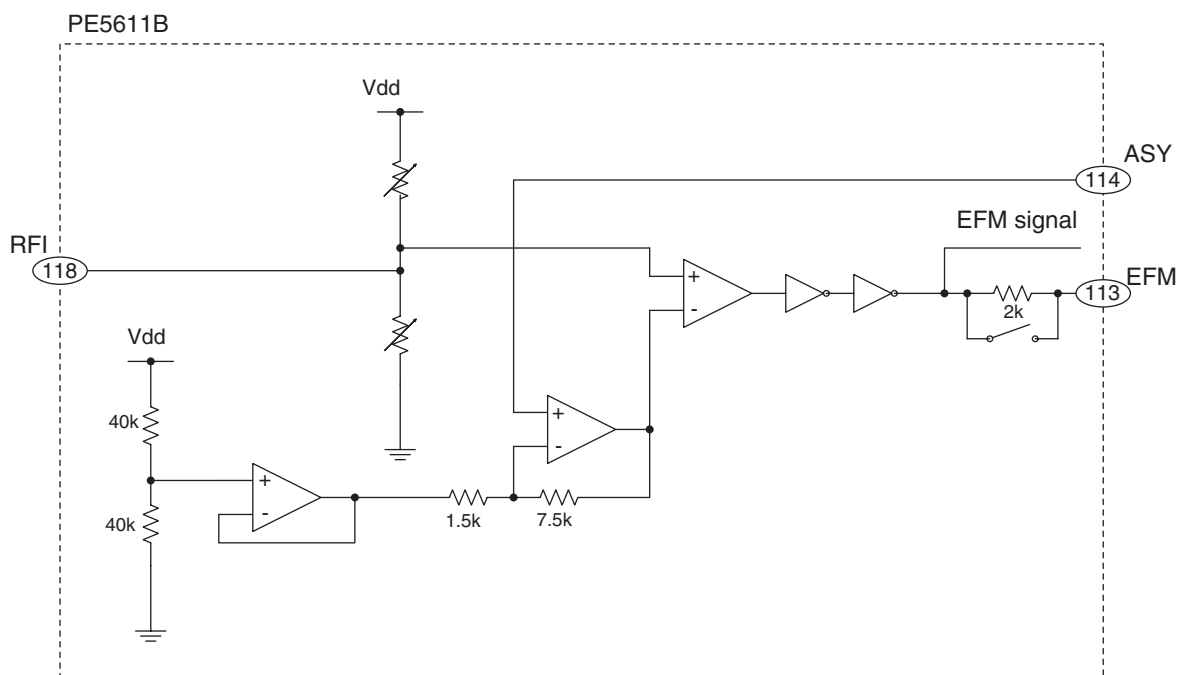 PE5611B
Vdd
ASY
114
EFM signal
RFI
118
+
-
EFM
113
2k
Vdd
40k
+
-
+
-
40k
1.5k
7.5k